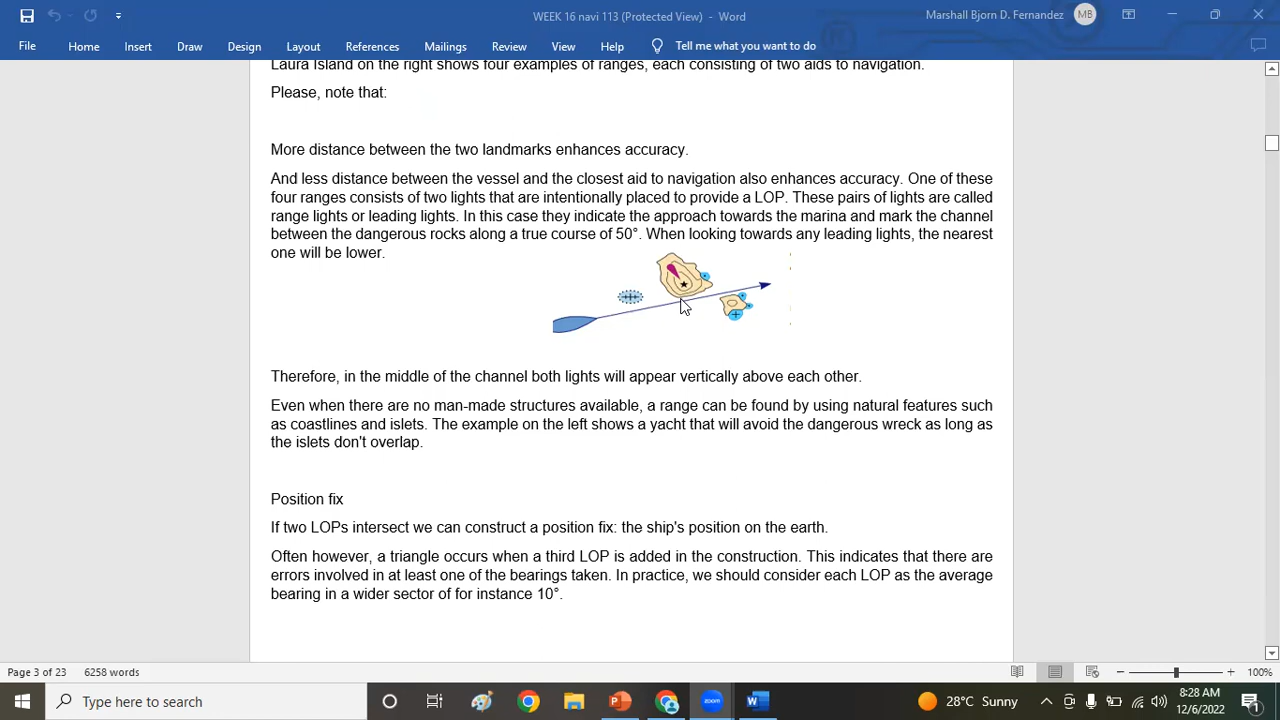 WEEK 16 navi 113 (Protected View) - Word
Marshall Bjorn D. Fernandez
MB
File Home Insert Draw Design Layout References Mailings Review View Help Tell me what you want to do
Laura Island on the right shows four examples of ranges, each consisting of two aids to navigation.
Please, note that:
More distance between the two landmarks enhances accuracy.
And less distance between the vessel and the closest aid to navigation also enhances accuracy. One of these
four ranges consists of two lights that are intentionally placed to provide a LOP. These pairs of lights are called
range lights or leading lights. In this case they indicate the approach towards the marina and mark the channel
between the dangerous rocks along a true course of 50°. When looking towards any leading lights, the nearest
one will be lower.
Therefore, in the middle of the channel both lights will appear vertically above each other.
Even when there are no man-made structures available, a range can be found by using natural features such
as coastlines and islets. The example on the left shows a yacht that will avoid the dangerous wreck as long as
the islets don't overlap.
Position fix
If two LOPs intersect we can construct a position fix: the ship's position on the earth.
Often however, a triangle occurs when a third LOP is added in the construction. This indicates that there are
errors involved in at least one of the bearings taken. In practice, we should consider each LOP as the average
bearing in a wider sector of for instance 10°.
Page 3 of 23 6258 words
100%
Type here to search
zoom
28°C Sunny
8:28 AM
12/6/2022
1